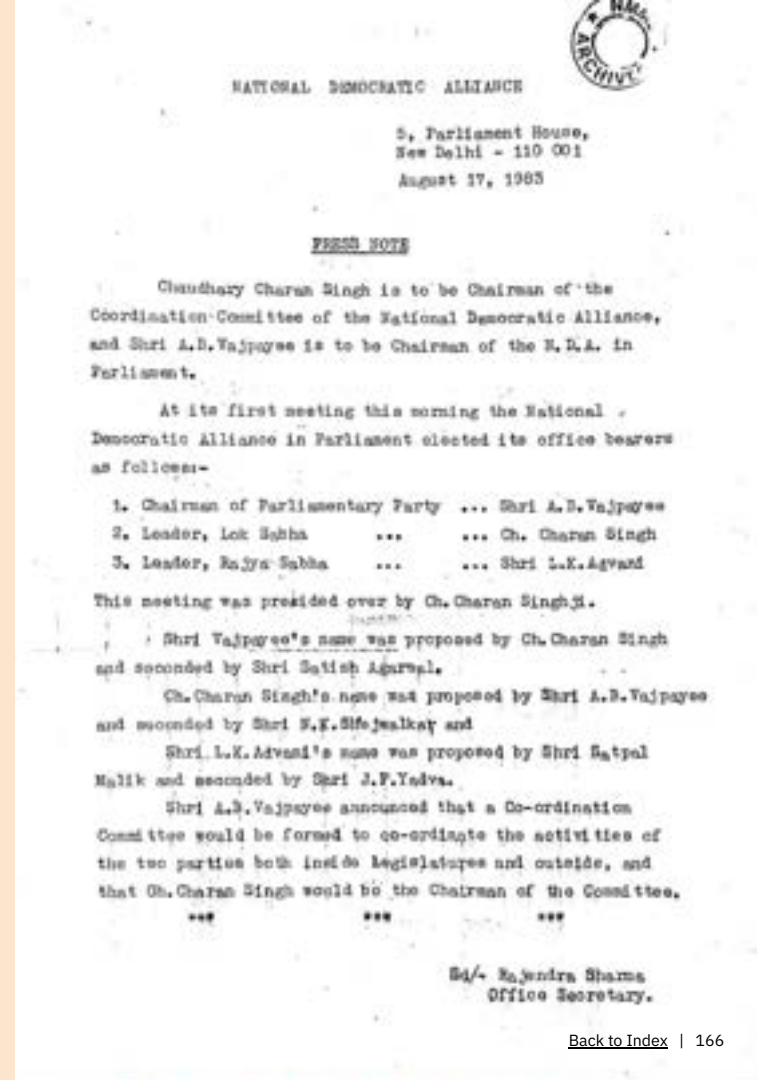 NMM
ARCHIVE
NATIONAL DEMOCRATIC ALLIANCE
5, Parliament House,
New Delhi - 110 001
August 17, 1983
PRESS NOTE
Chaudhary Charan Singh is to be Chairman of the
Coordination Committee of the National Democratic Alliance,
and Shri A.B.Vajpayee is to be Chairman of the N.D.A. in
Parliament.
At its first meeting this morning the National
Democratic Alliance in Parliament elected its office bearers
as follows:-
1. Chairman of Parliamentary Party ... Shri A.B.Vajpayee
2. Leader, Lok Sabha ... ... Ch. Charan Singh
3. Leader, Rajya Sabha ... ... Shri L.K.Advani
This meeting was presided over by Ch.Charan Singhji.
Shri Vajpayee's name was proposed by Ch.Charan Singh
and seconded by Shri Satish Agarwal.
Ch.Charan Singh's name was proposed by Shri A.B.Vajpayee
and seconded by Shri N.K. and
Shri L.K.Advani's name was proposed by Shri Satpal
Malik and seconded by Shri J.P.Yadva.
Shri A.B.Vajpayee announced that a Co-ordination
Committee would be formed to co-ordinate the activities of
the two parties both inside Legislatures and outside, and
that Ch.Charan Singh would be the Chairman of the Committee.
*** *** ***
Sd/- Rajendra Sharma
Office Secretary.
Back to Index | 166